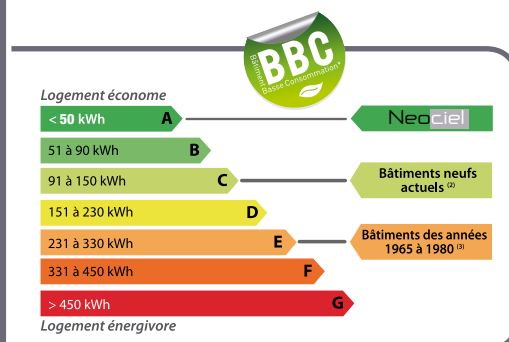 BBC
Bâtiment
Basse Consommation*
Logement économe
< 50 kWh A
Neociel
51 à 90 kWh B
91 à 150 kWh C
Bâtiments neufs
actuels (2)
151 à 230 kWh D
231 à 330 kWh E
Bâtiments des années
1965 à 1980 (3)
331 à 450 kWh F
> 450 kWh G
Logement énergivore